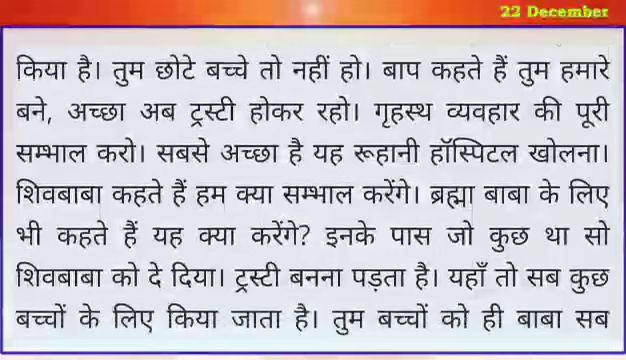 22 December
किया है। तुम छोटे बच्चे तो नहीं हो। बाप कहते हैं तुम हमारे
बने, अच्छा अब ट्रस्टी होकर रहो। गृहस्थ व्यवहार की पूरी
सम्भाल करो। सबसे अच्छा है यह रूहानी हॉस्पिटल खोलना।
शिवबाबा कहते हैं हम क्या सम्भाल करेंगे। ब्रह्मा बाबा के लिए
भी कहते हैं यह क्या करेंगे? इनके पास जो कुछ था सो
शिवबाबा को दे दिया। ट्रस्टी बनना पड़ता है। यहाँ तो सब कुछ
बच्चों के लिए किया जाता है। तुम बच्चों को ही बाबा सब